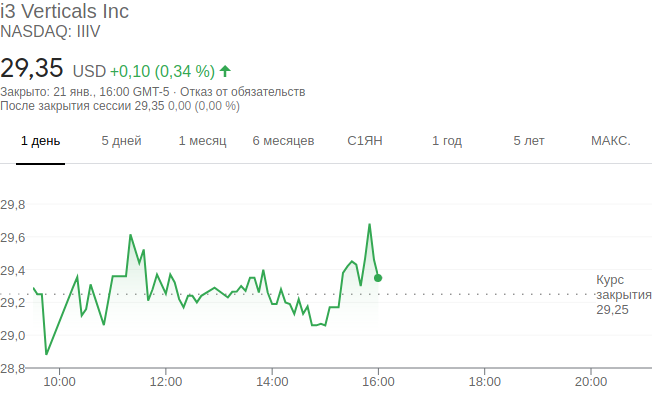 i3 Verticals Inc
NASDAQ: IIIV
29,35 USD +0,10 (0,34 %)
Закрыто: 21 янв., 16:00 GMT-5 · Отказ от обязательств
После закрытия сессии 29,35 0,00 (0,00 %)
1 день 5 дней 1 месяц 6 месяцев С1ЯН 1 год 5 лет МАКС.
29,8
29,6
29,4
29,2
29,0
28,8
Курс
закрытия
29,25
10:00 12:00 14:00 16:00 18:00 20:00